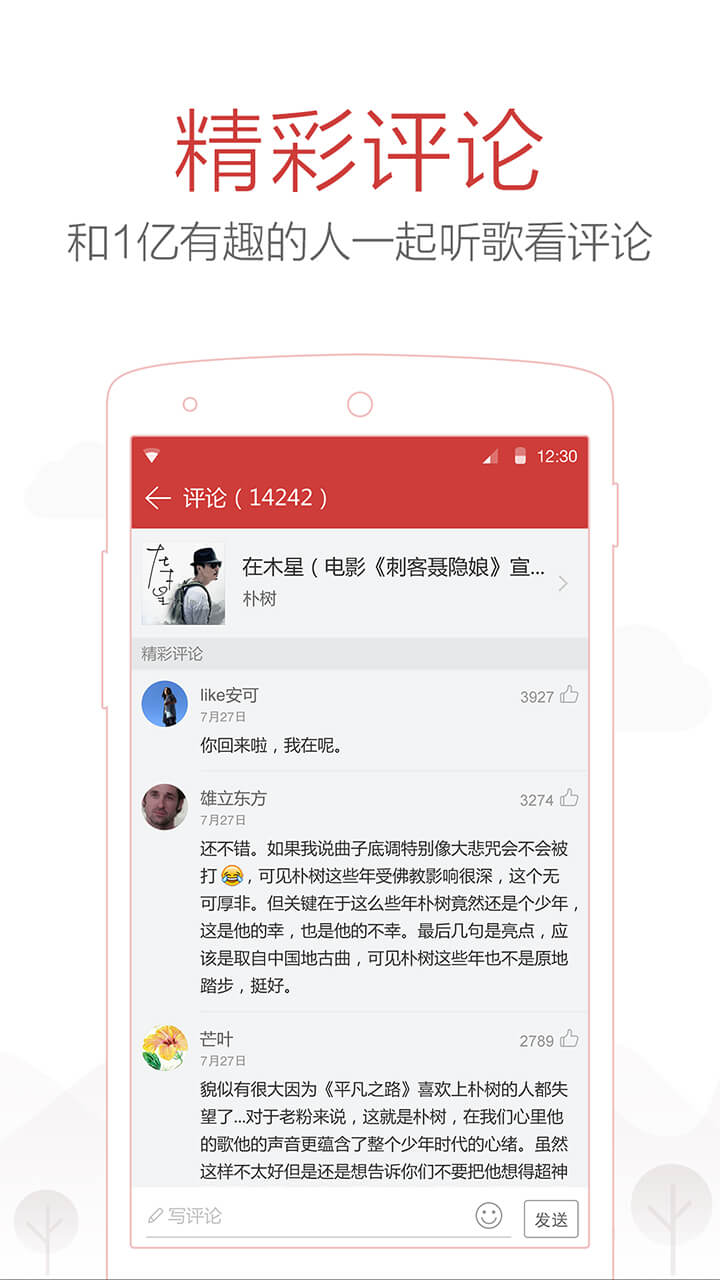 精彩评论
和1亿有趣的人一起听歌看评论
12:30
评论（14242）
在木星
在木星（电影《刺客聂隐娘》宣...
朴树
精彩评论
like安可
3927
7月27日
你回来啦，我在呢。
雄立东方
3274
7月27日
还不错。如果我说曲子底调特别像大悲咒会不会被
打😂，可见朴树这些年受佛教影响很深，这个无
可厚非。但关键在于这么些年朴树竟然还是个少年，
这是他的幸，也是他的不幸。最后几句是亮点，应
该是取自中国地古曲，可见朴树这些年也不是原地
踏步，挺好。
芒叶
2789
7月27日
貌似有很大因为《平凡之路》喜欢上朴树的人都失
望了...对于老粉来说，这就是朴树，在我们心里他
的歌他的声音更蕴含了整个少年时代的心绪。虽然
这样不太好但是还是想告诉你们不要把他想得超神
写评论
发送